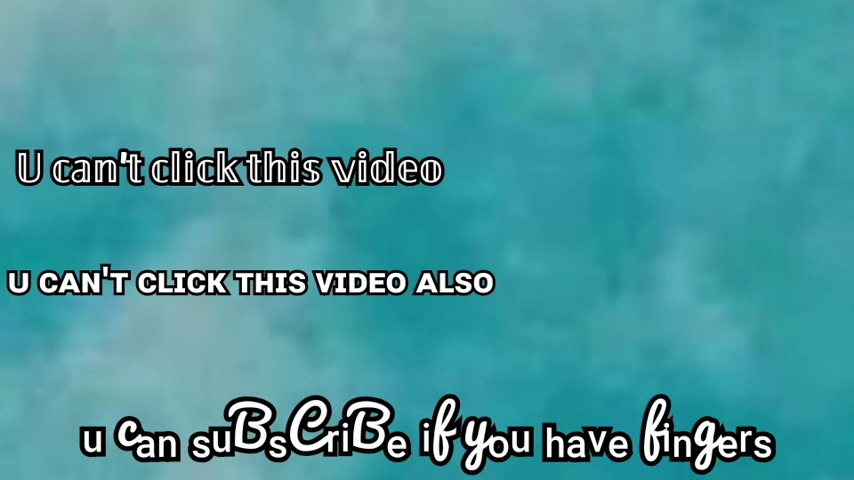 U can't click this video
U CAN'T CLICK THIS VIDEO ALSO
u can suBsCriBe if you have fingers